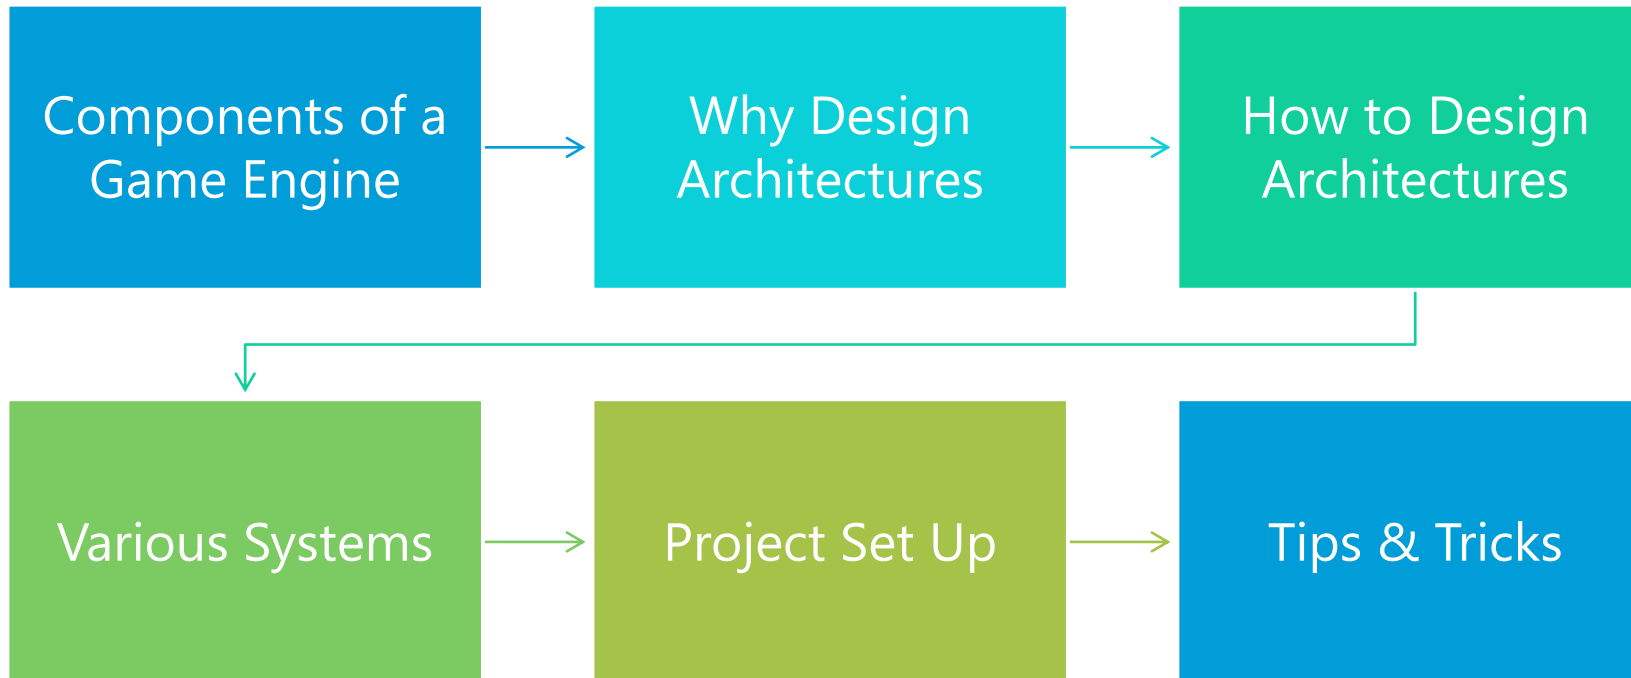 Components of a
Game Engine
Why Design
Architectures
How to Design
Architectures
Various Systems
Project Set Up
Tips & Tricks